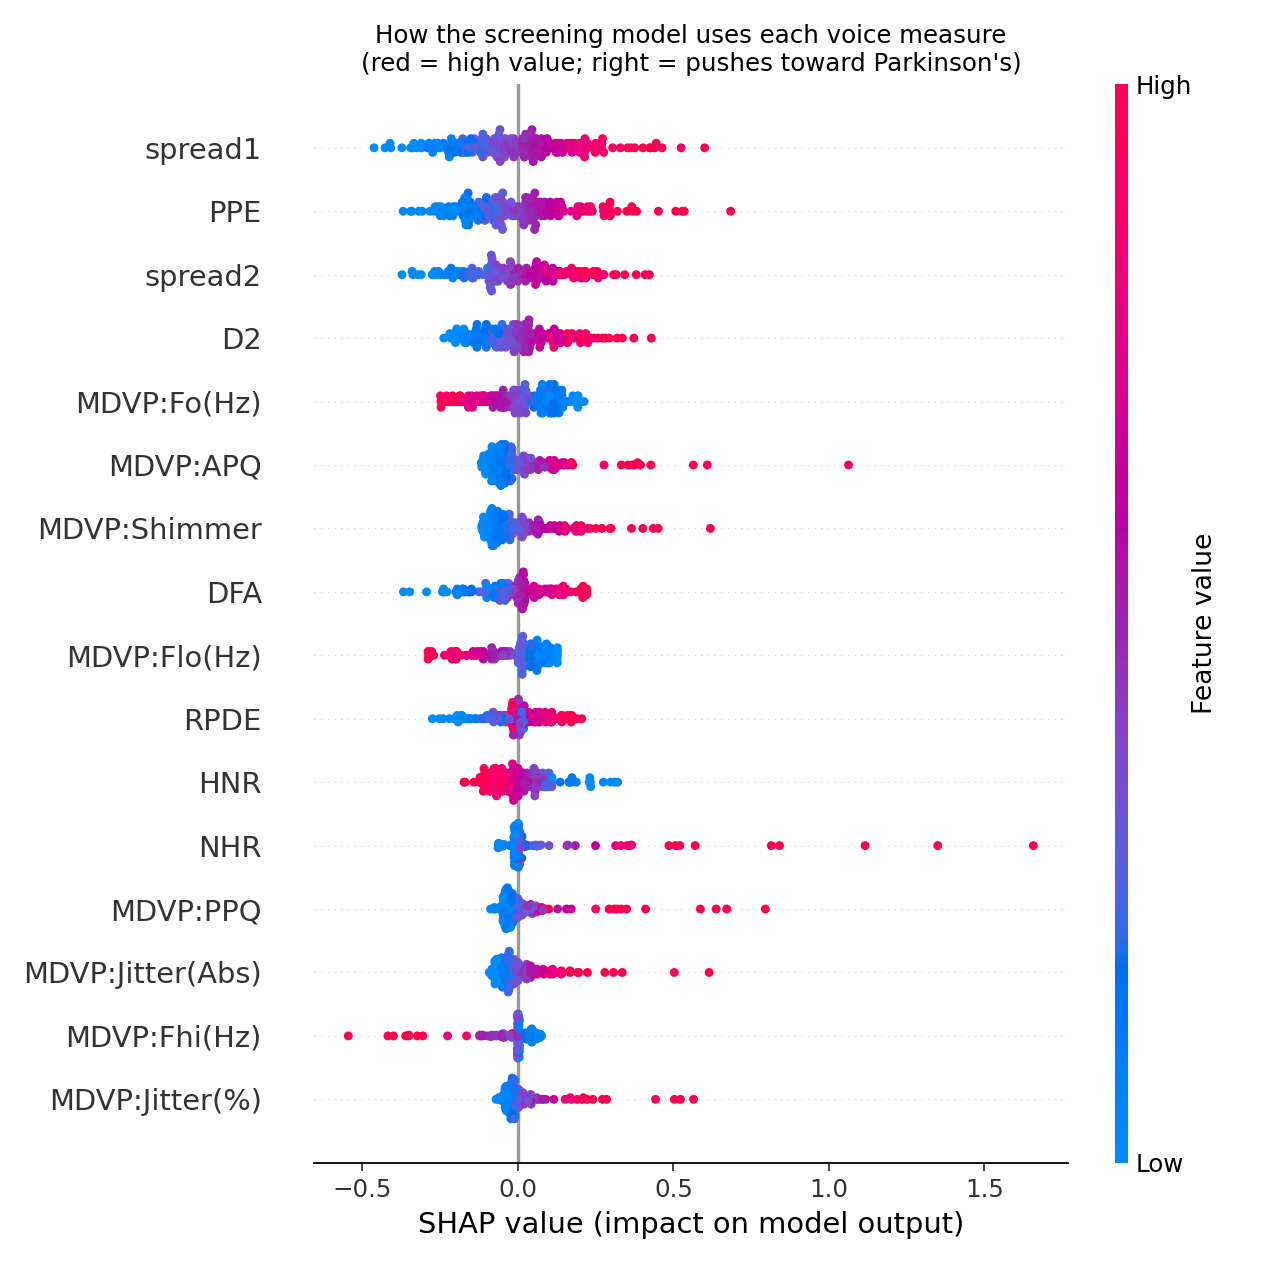 How the screening model uses each voice measure
(red = high value; right = pushes toward Parkinson's)
High
spread1
PPE
spread2
D2
MDVP:Fo(Hz)
MDVP:APQ
MDVP:Shimmer
DFA
MDVP:Flo(Hz)
RPDE
HNR
NHR
MDVP:PPQ
MDVP:Jitter(Abs)
MDVP:Fhi(Hz)
MDVP:Jitter(%)
Feature value
Low
−0.5 0.0 0.5 1.0 1.5
SHAP value (impact on model output)